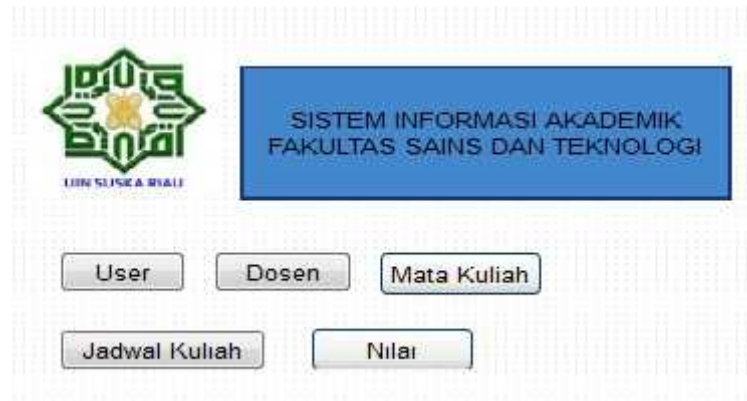 SISTEM INFORMASI AKADEMIK
FAKULTAS SAINS DAN TEKNOLOGI
UIN SUSKA RIAU
User
Dosen
Mata Kuliah
Jadwal Kuliah
Nilai